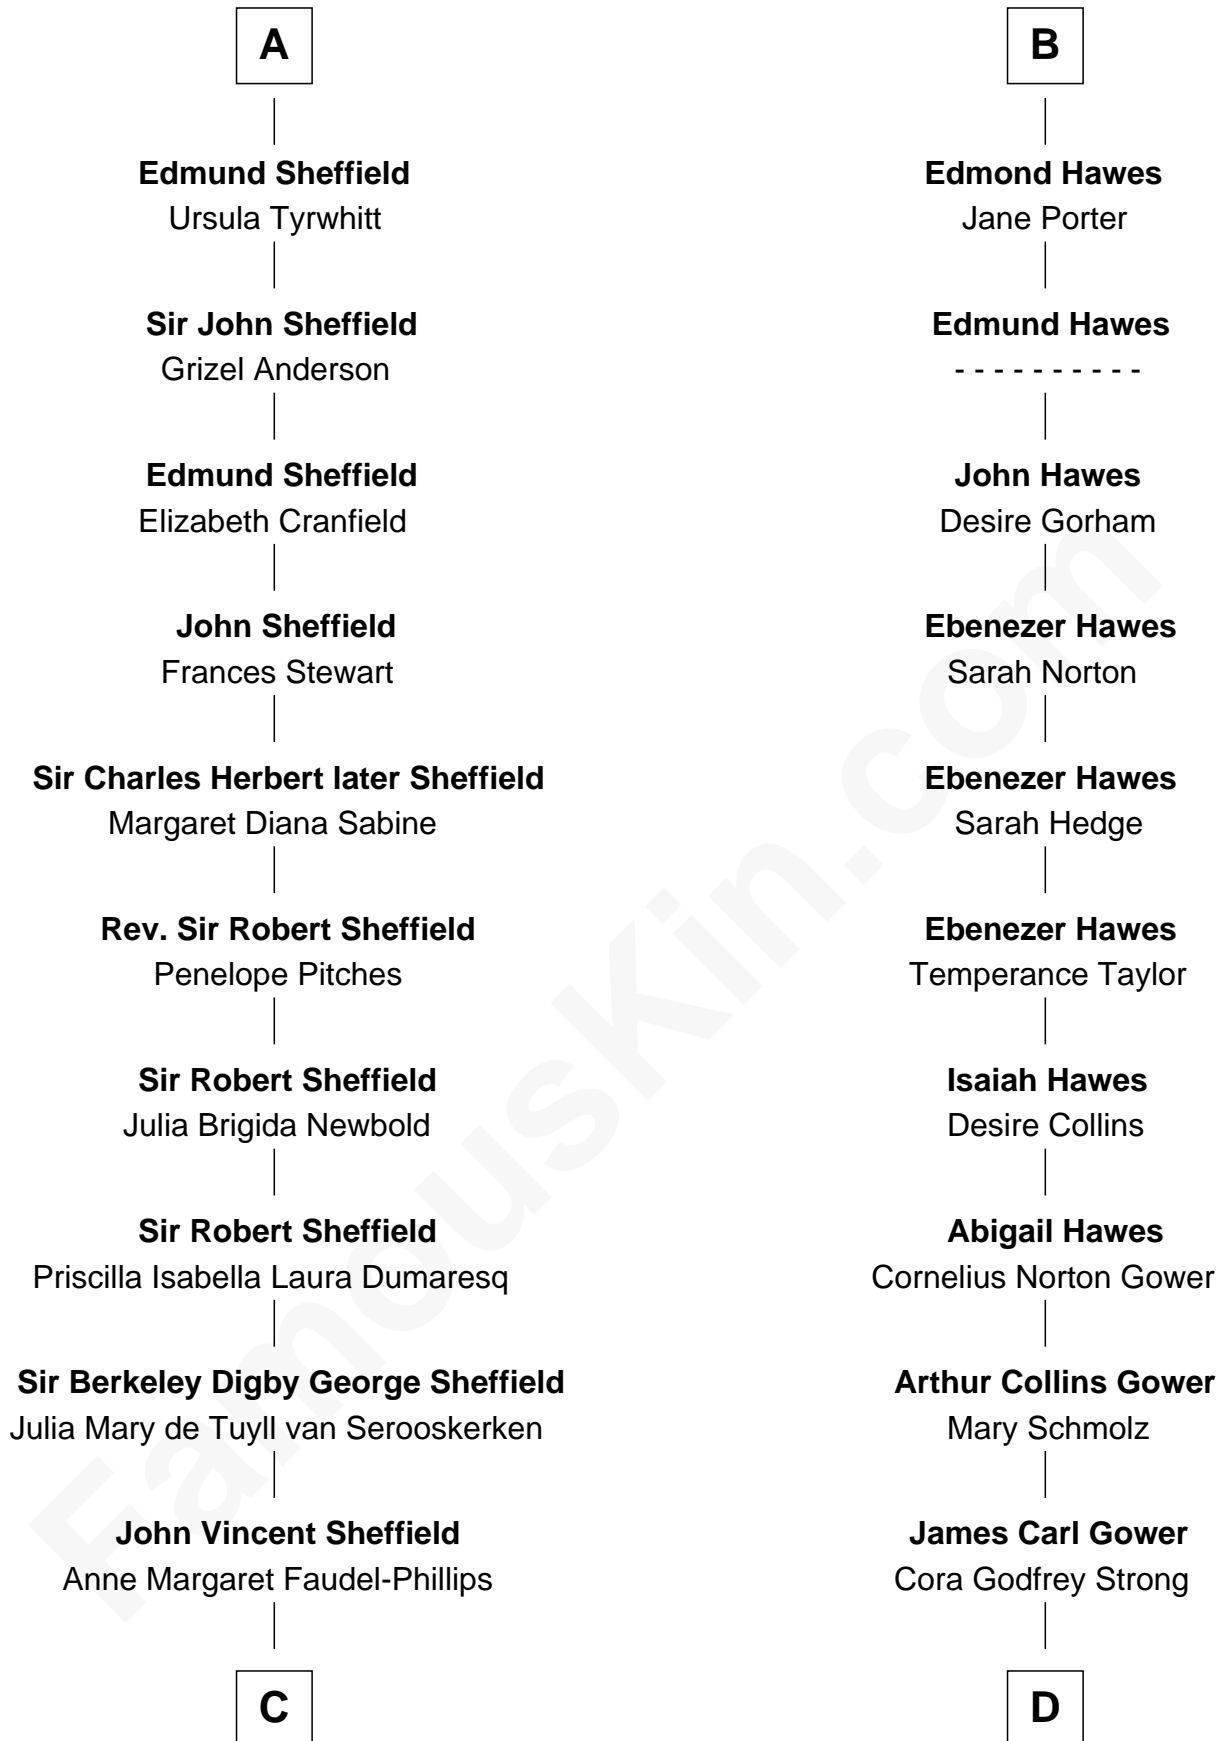 A
Edmund Sheffield
Ursula Tyrwhitt
Sir John Sheffield
Grizel Anderson
Edmund Sheffield
Elizabeth Cranfield
John Sheffield
Frances Stewart
Sir Charles Herbert later Sheffield
Margaret Diana Sabine
Rev. Sir Robert Sheffield
Penelope Pitches
Sir Robert Sheffield
Julia Brigida Newbold
Sir Robert Sheffield
Priscilla Isabella Laura Dumaresq
Sir Berkeley Digby George Sheffield
Julia Mary de Tuyll van Serooskerken
John Vincent Sheffield
Anne Margaret Faudel-Phillips
C
B
Edmond Hawes
Jane Porter
Edmund Hawes
- - - - - - - - - -
John Hawes
Desire Gorham
Ebenezer Hawes
Sarah Norton
Ebenezer Hawes
Sarah Hedge
Ebenezer Hawes
Temperance Taylor
Isaiah Hawes
Desire Collins
Abigail Hawes
Cornelius Norton Gower
Arthur Collins Gower
Mary Schmolz
James Carl Gower
Cora Godfrey Strong
D
FamousKin.com